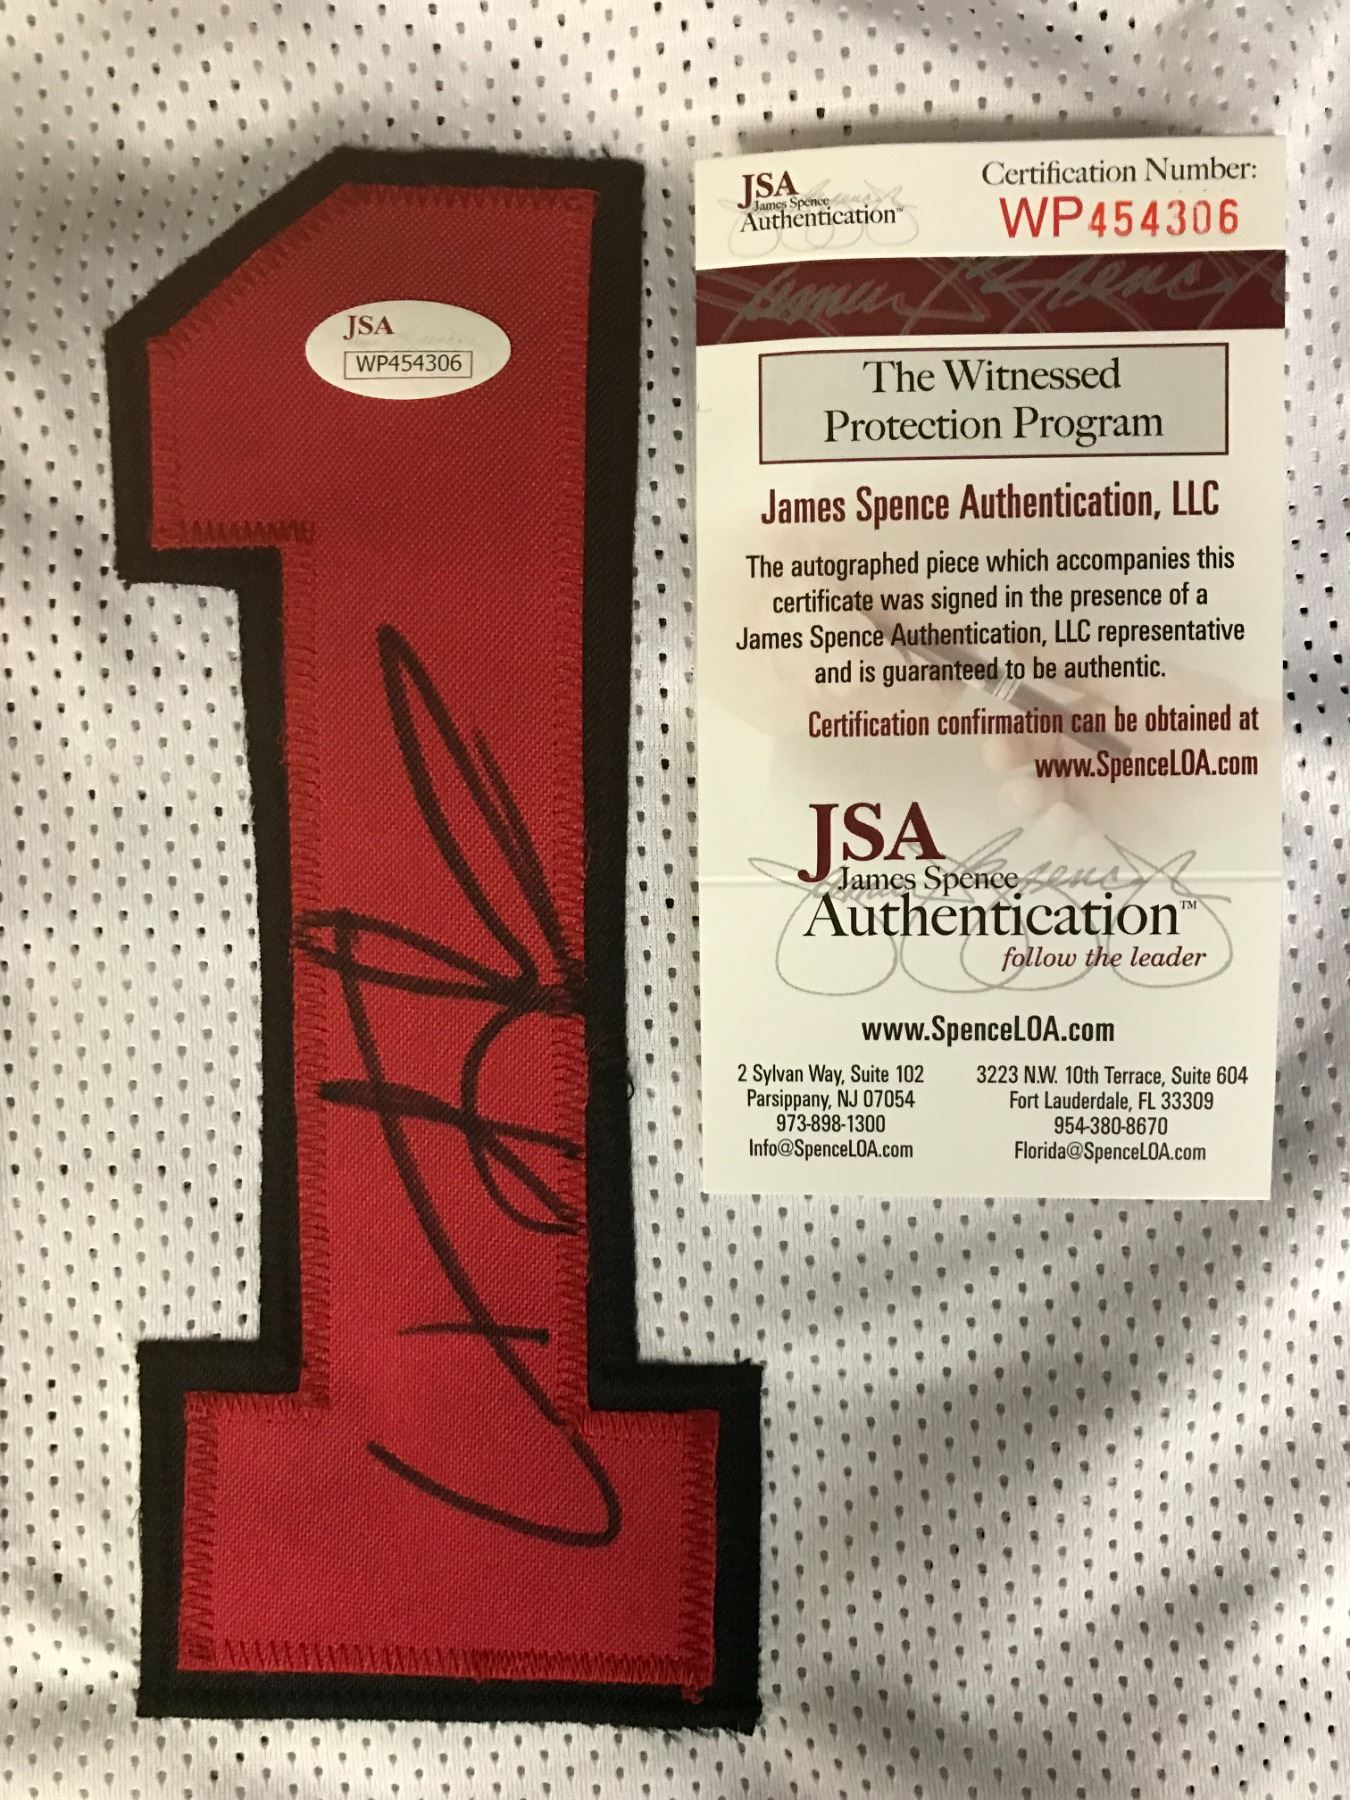 JSA
WP454306
JSA
James Spence
Authentication™
Certification Number:
WP454306
The Witnessed
Protection Program
James Spence Authentication, LLC
The autographed piece which accompanies this
certificate was signed in the presence of a
James Spence Authentication, LLC representative
and is guaranteed to be authentic.
Certification confirmation can be obtained at
www.SpenceLOA.com
JSA
James Spence
Authentication™
follow the leader
www.SpenceLOA.com
2 Sylvan Way, Suite 102
Parsippany, NJ 07054
973-898-1300
Info@SpenceLOA.com
3223 N.W. 10th Terrace, Suite 604
Fort Lauderdale, FL 33309
954-380-8670
Florida@SpenceLOA.com
1